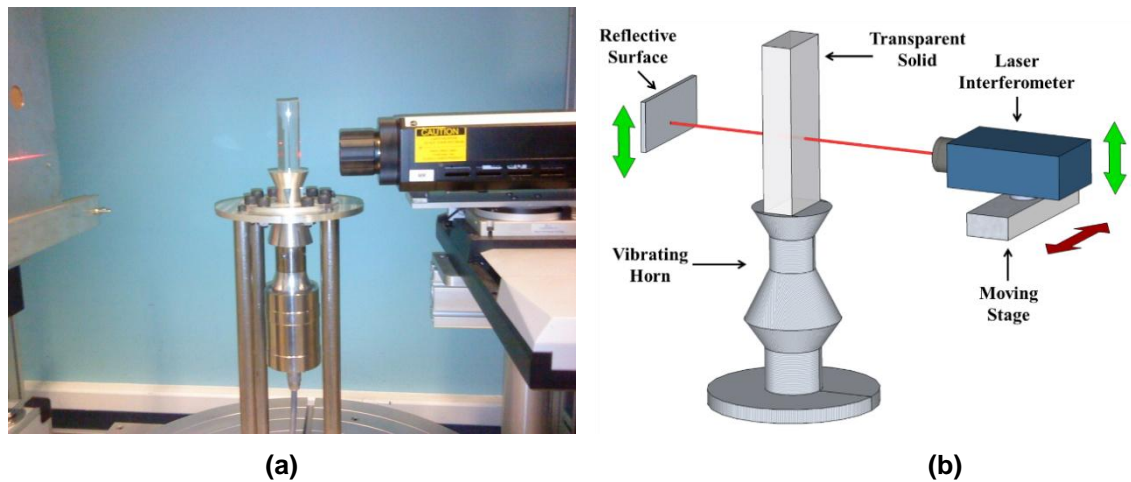 CAUTION
Reflective
Surface
Transparent
Solid
Laser
Interferometer
Vibrating
Horn
Moving
Stage
(a)
(b)